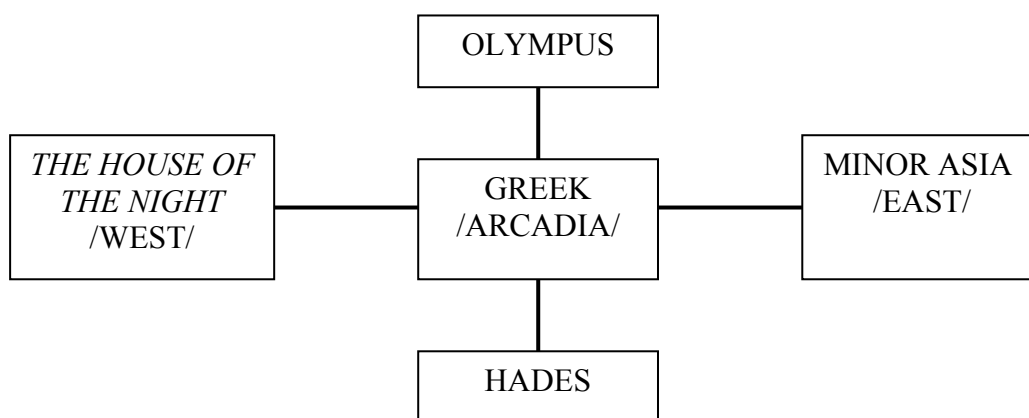 OLYMPUS
THE HOUSE OF
THE NIGHT
/WEST/
GREEK
/ARCADIA/
MINOR ASIA
/EAST/
HADES